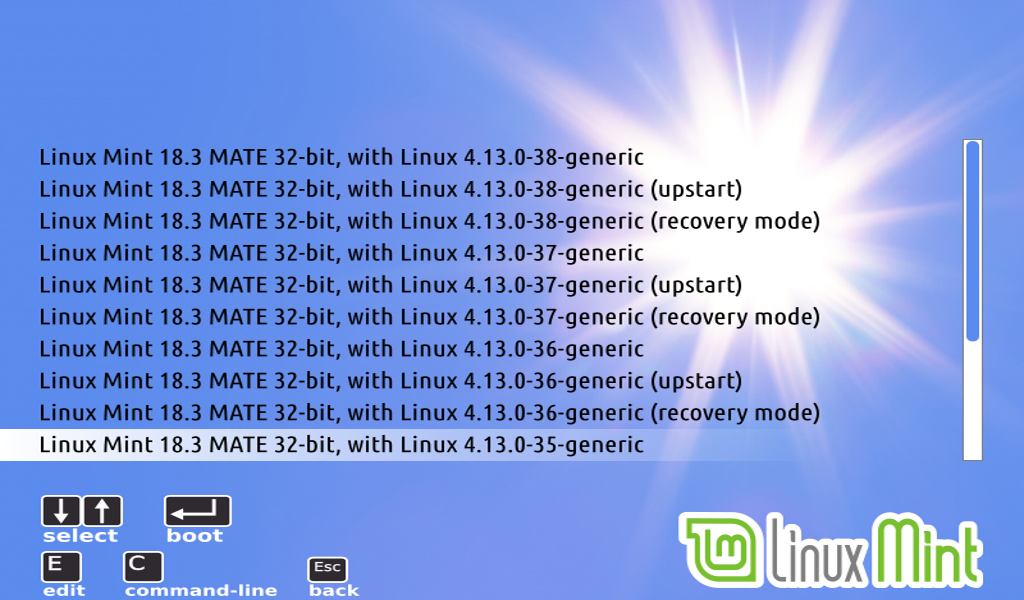 Linux Mint 18.3 MATE 32-bit, with Linux 4.13.0-38-generic
Linux Mint 18.3 MATE 32-bit, with Linux 4.13.0-38-generic (upstart)
Linux Mint 18.3 MATE 32-bit, with Linux 4.13.0-38-generic (recovery mode)
Linux Mint 18.3 MATE 32-bit, with Linux 4.13.0-37-generic
Linux Mint 18.3 MATE 32-bit, with Linux 4.13.0-37-generic (upstart)
Linux Mint 18.3 MATE 32-bit, with Linux 4.13.0-37-generic (recovery mode)
Linux Mint 18.3 MATE 32-bit, with Linux 4.13.0-36-generic
Linux Mint 18.3 MATE 32-bit, with Linux 4.13.0-36-generic (upstart)
Linux Mint 18.3 MATE 32-bit, with Linux 4.13.0-36-generic (recovery mode)
Linux Mint 18.3 MATE 32-bit, with Linux 4.13.0-35-generic
select boot
E C Esc
edit command-line back
lm Linux Mint